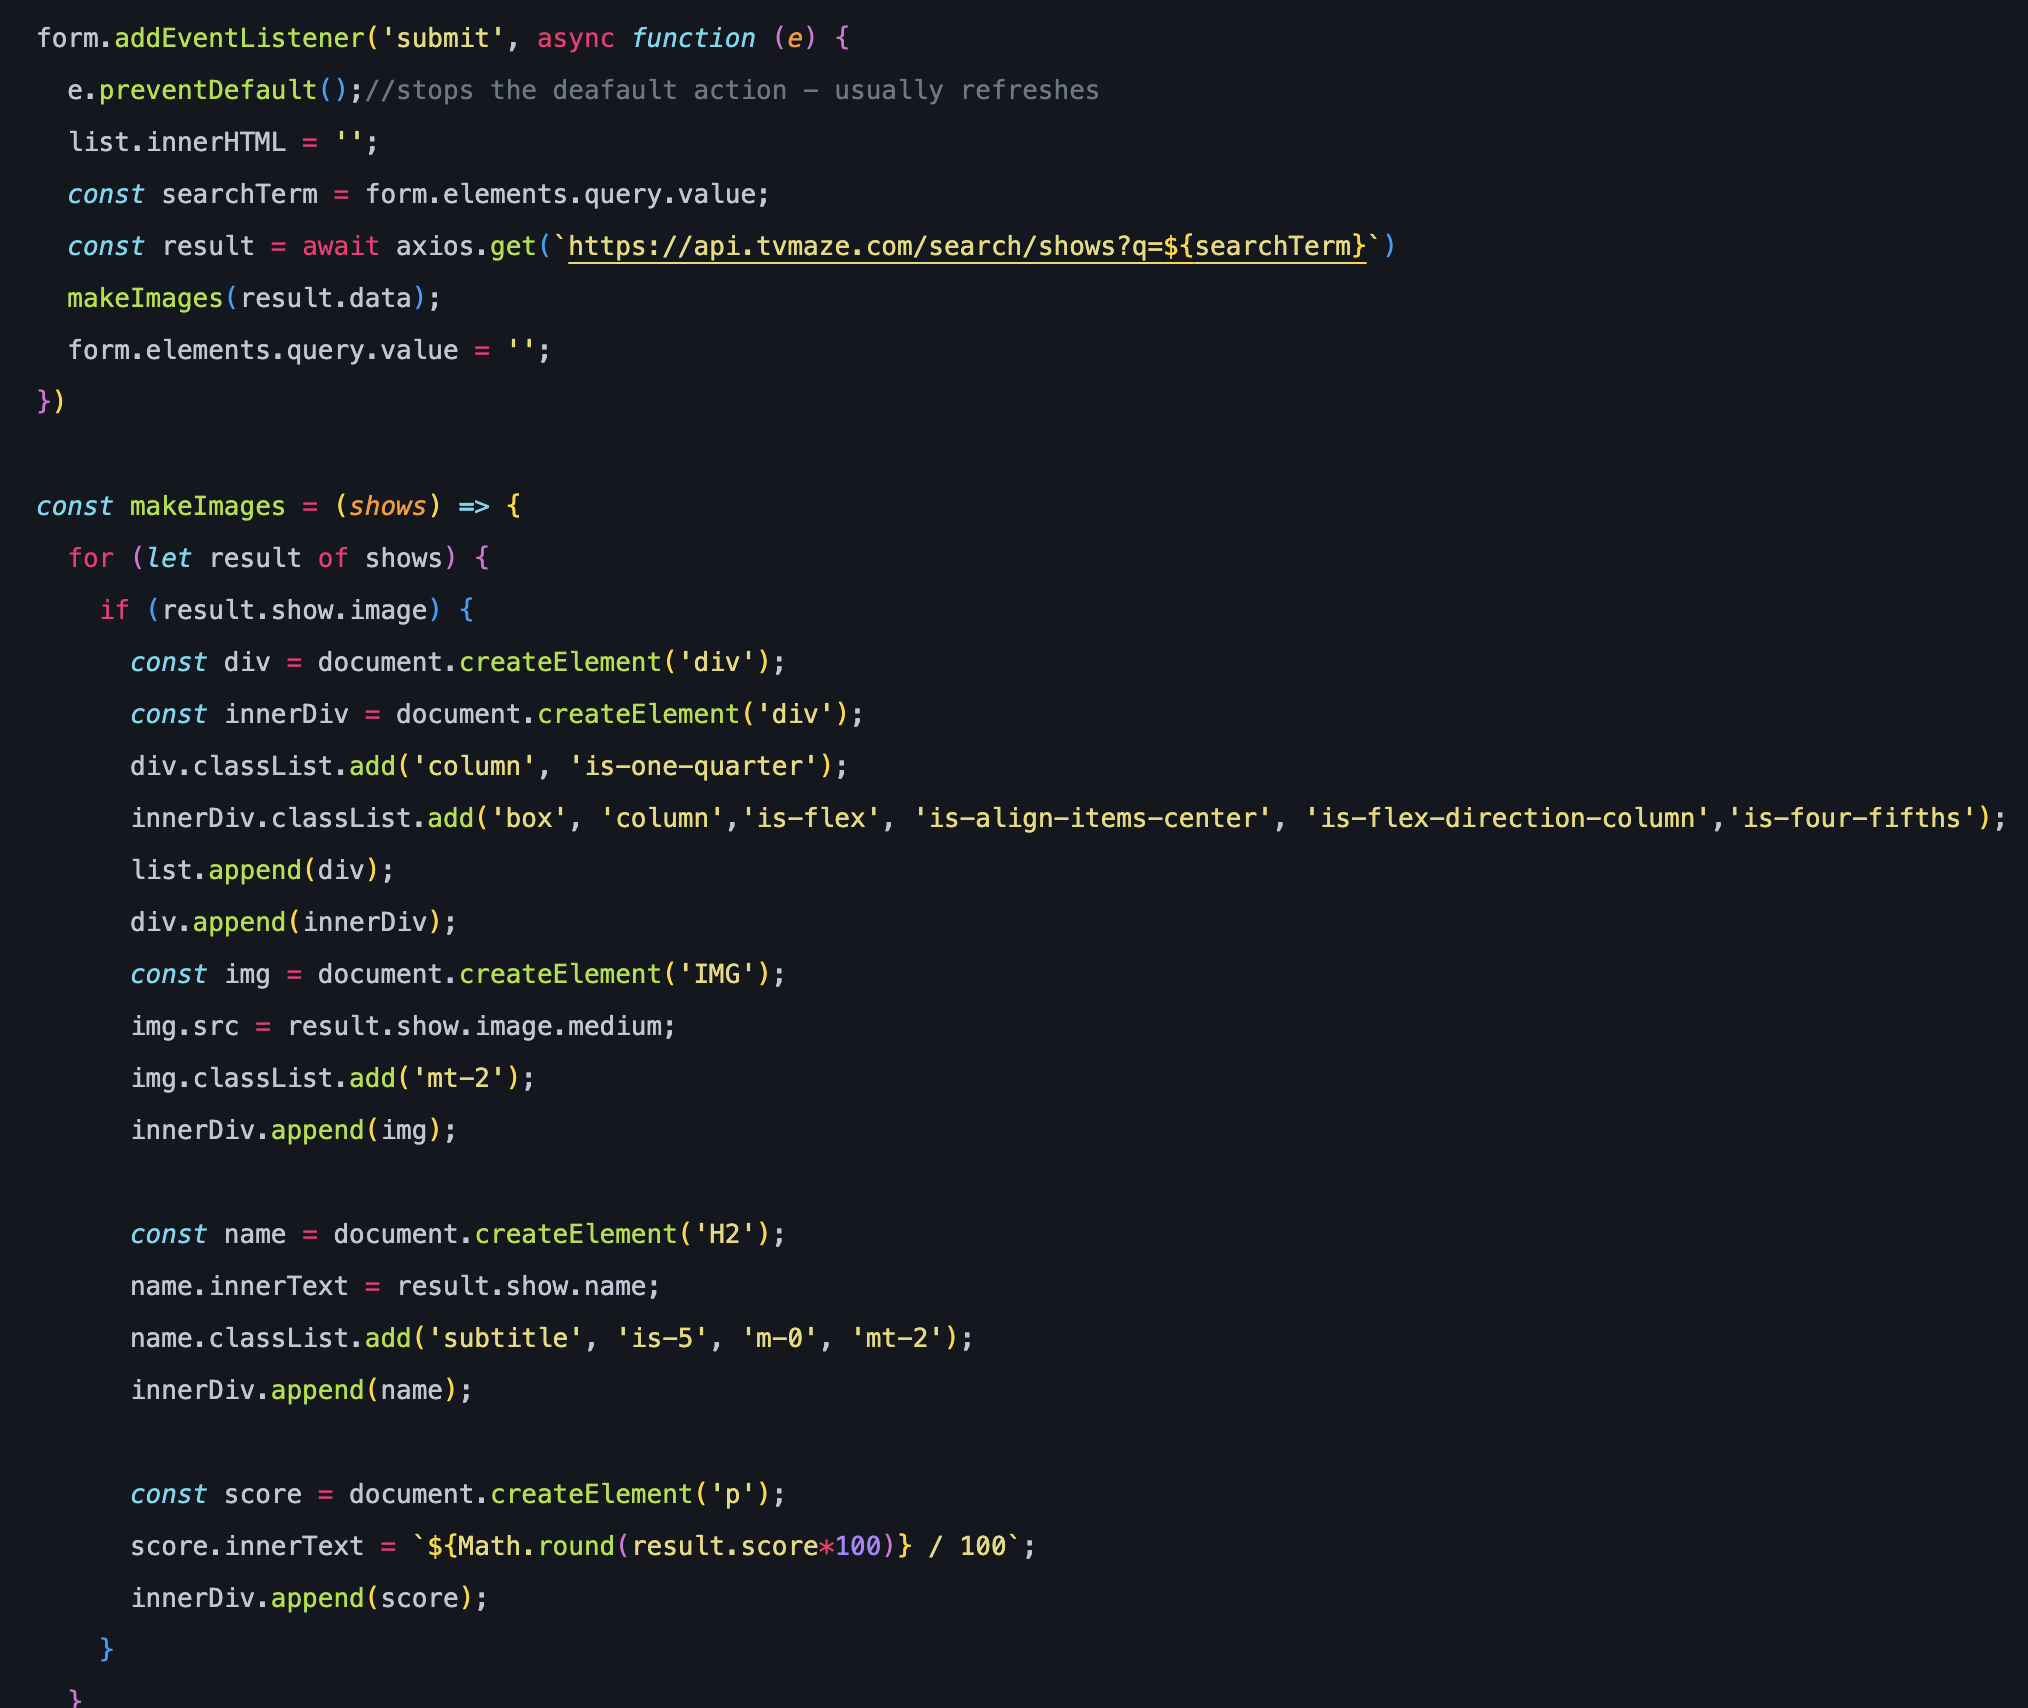 form.addEventListener('submit', async function (e) {
  e.preventDefault();//stops the deafault action – usually refreshes
  list.innerHTML = '';
  const searchTerm = form.elements.query.value;
  const result = await axios.get(`https://api.tvmaze.com/search/shows?q=${searchTerm}`)
  makeImages(result.data);
  form.elements.query.value = '';
})

const makeImages = (shows) => {
  for (let result of shows) {
    if (result.show.image) {
      const div = document.createElement('div');
      const innerDiv = document.createElement('div');
      div.classList.add('column', 'is-one-quarter');
      innerDiv.classList.add('box', 'column','is-flex', 'is-align-items-center', 'is-flex-direction-column','is-four-fifths');
      list.append(div);
      div.append(innerDiv);
      const img = document.createElement('IMG');
      img.src = result.show.image.medium;
      img.classList.add('mt-2');
      innerDiv.append(img);

      const name = document.createElement('H2');
      name.innerText = result.show.name;
      name.classList.add('subtitle', 'is-5', 'm-0', 'mt-2');
      innerDiv.append(name);

      const score = document.createElement('p');
      score.innerText = `${Math.round(result.score*100)} / 100`;
      innerDiv.append(score);
    }
  }